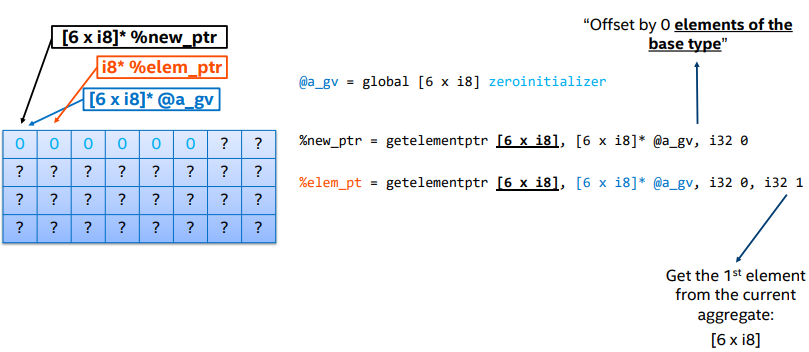 [6 x i8]* %new_ptr
i8* %elem_ptr
[6 x i8]* @a_gv
0 0 0 0 0 0 ? ?
? ? ? ? ? ? ? ?
? ? ? ? ? ? ? ?
? ? ? ? ? ? ? ?
“Offset by 0 elements of the
base type”
@a_gv = global [6 x i8] zeroinitializer
%new_ptr = getelementptr [6 x i8], [6 x i8]* @a_gv, i32 0
%elem_pt = getelementptr [6 x i8], [6 x i8]* @a_gv, i32 0, i32 1
Get the 1st element
from the current
aggregate:
[6 x i8]